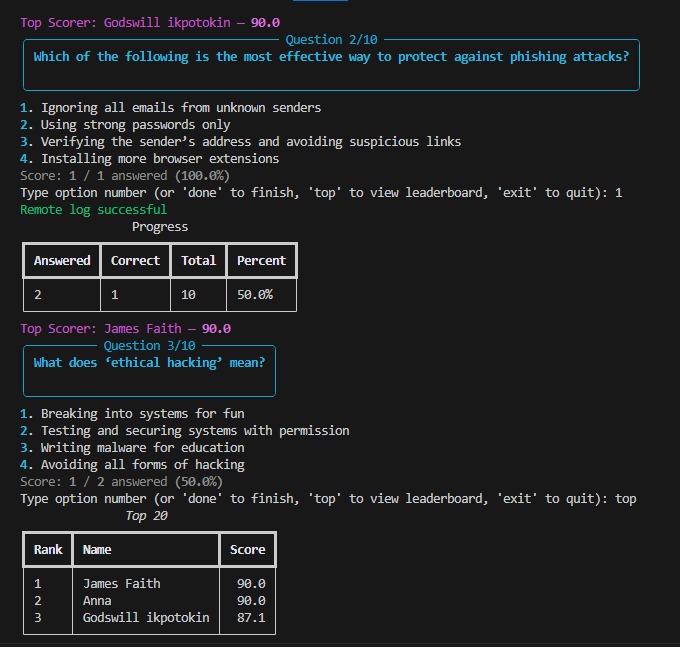 Top Scorer: Godswill ikpotokin — 90.0
Question 2/10
Which of the following is the most effective way to protect against phishing attacks?
1. Ignoring all emails from unknown senders
2. Using strong passwords only
3. Verifying the sender’s address and avoiding suspicious links
4. Installing more browser extensions
Score: 1 / 1 answered (100.0%)
Type option number (or 'done' to finish, 'top' to view leaderboard, 'exit' to quit): 1
Remote log successful
Progress
Answered Correct Total Percent
2 1 10 50.0%
Top Scorer: James Faith — 90.0
Question 3/10
What does ‘ethical hacking’ mean?
1. Breaking into systems for fun
2. Testing and securing systems with permission
3. Writing malware for education
4. Avoiding all forms of hacking
Score: 1 / 2 answered (50.0%)
Type option number (or 'done' to finish, 'top' to view leaderboard, 'exit' to quit): top
Top 20
Rank Name Score
1 James Faith 90.0
2 Anna 90.0
3 Godswill ikpotokin 87.1